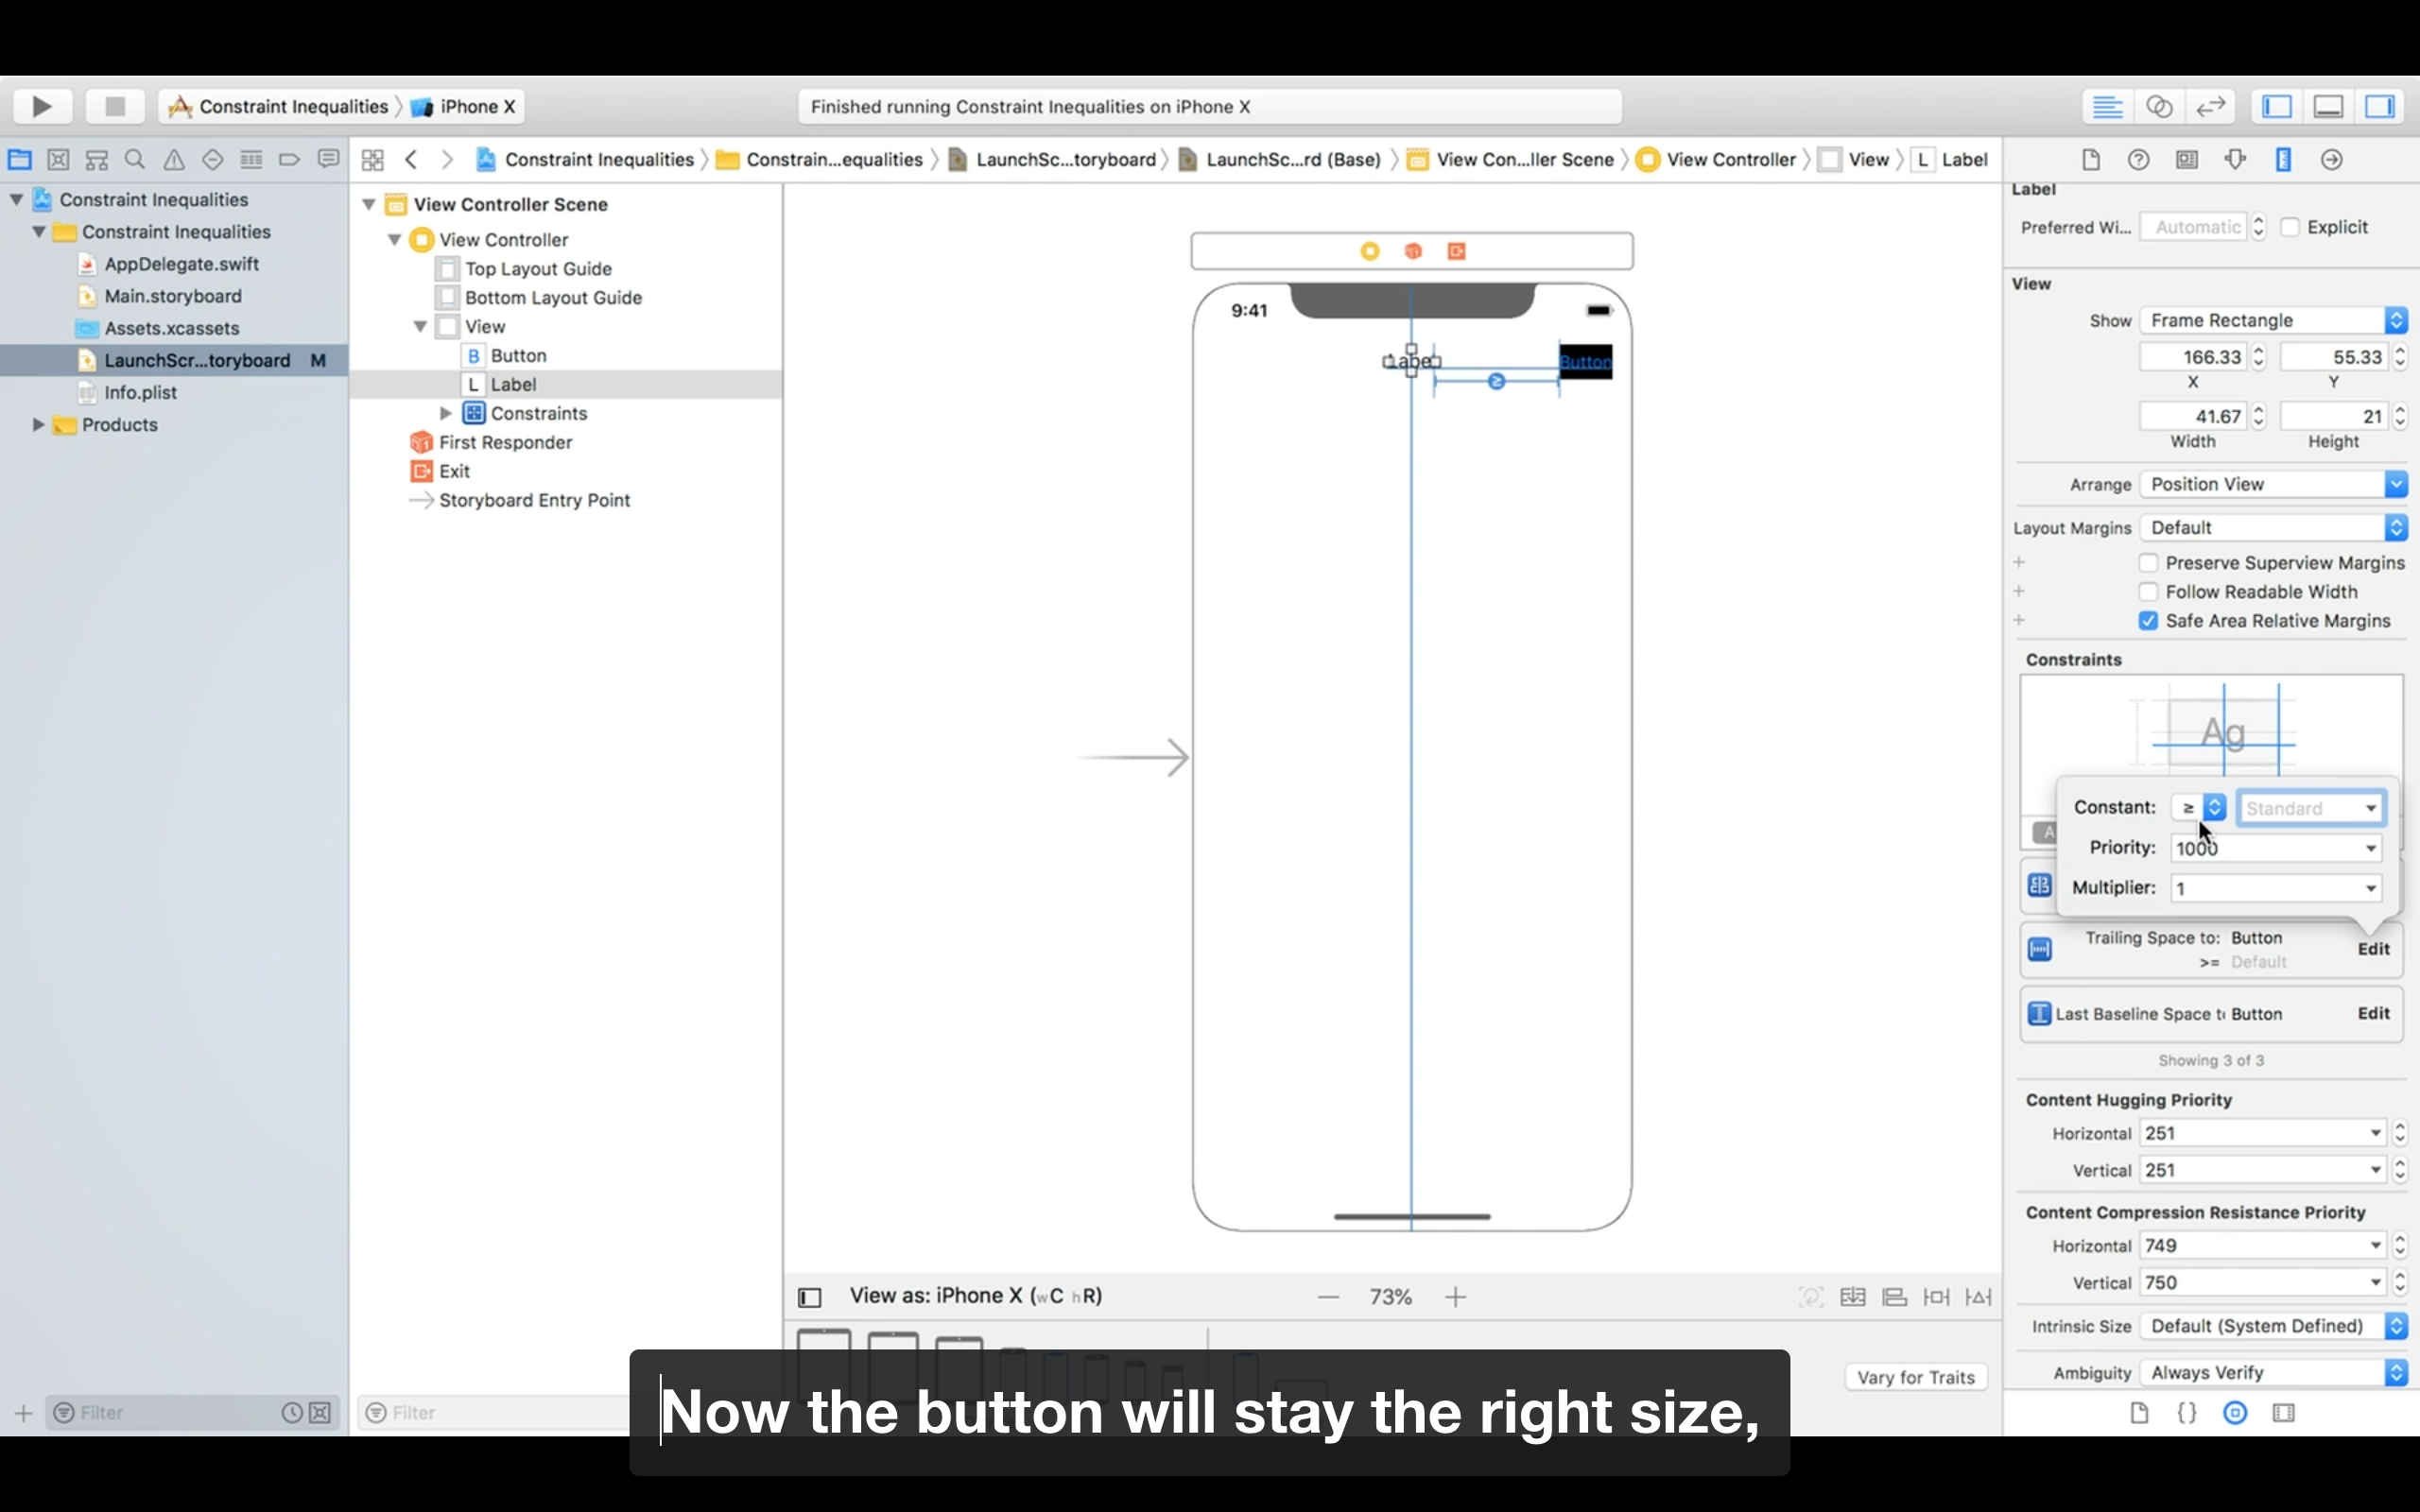 Constraint Inequalities
iPhone X
Finished running Constraint Inequalities on iPhone X
Constraint Inequalities
Constrain...equalities
LaunchSc...toryboard
LaunchSc...rd (Base)
View Con...ller Scene
View Controller
View
L Label
Constraint Inequalities
Constraint Inequalities
AppDelegate.swift
Main.storyboard
Assets.xcassets
LaunchScr...toryboard M
Info.plist
Products
Filter
View Controller Scene
View Controller
Top Layout Guide
Bottom Layout Guide
View
B Button
L Label
Constraints
First Responder
Exit
Storyboard Entry Point
Filter
9:41
Label
Button
View as: iPhone X (wC hR)
73%
Vary for Traits
Label
Preferred Wi... Automatic Explicit
View
Show Frame Rectangle
166.33 55.33
X Y
41.67 21
Width Height
Arrange Position View
Layout Margins Default
Preserve Superview Margins
Follow Readable Width
Safe Area Relative Margins
Constraints
Ag
Constant: ≥ Standard
Priority: 1000
Multiplier: 1
Trailing Space to: Button
>= Default
Edit
Last Baseline Space t Button
Edit
Showing 3 of 3
Content Hugging Priority
Horizontal 251
Vertical 251
Content Compression Resistance Priority
Horizontal 749
Vertical 750
Intrinsic Size Default (System Defined)
Ambiguity Always Verify
Now the button will stay the right size,